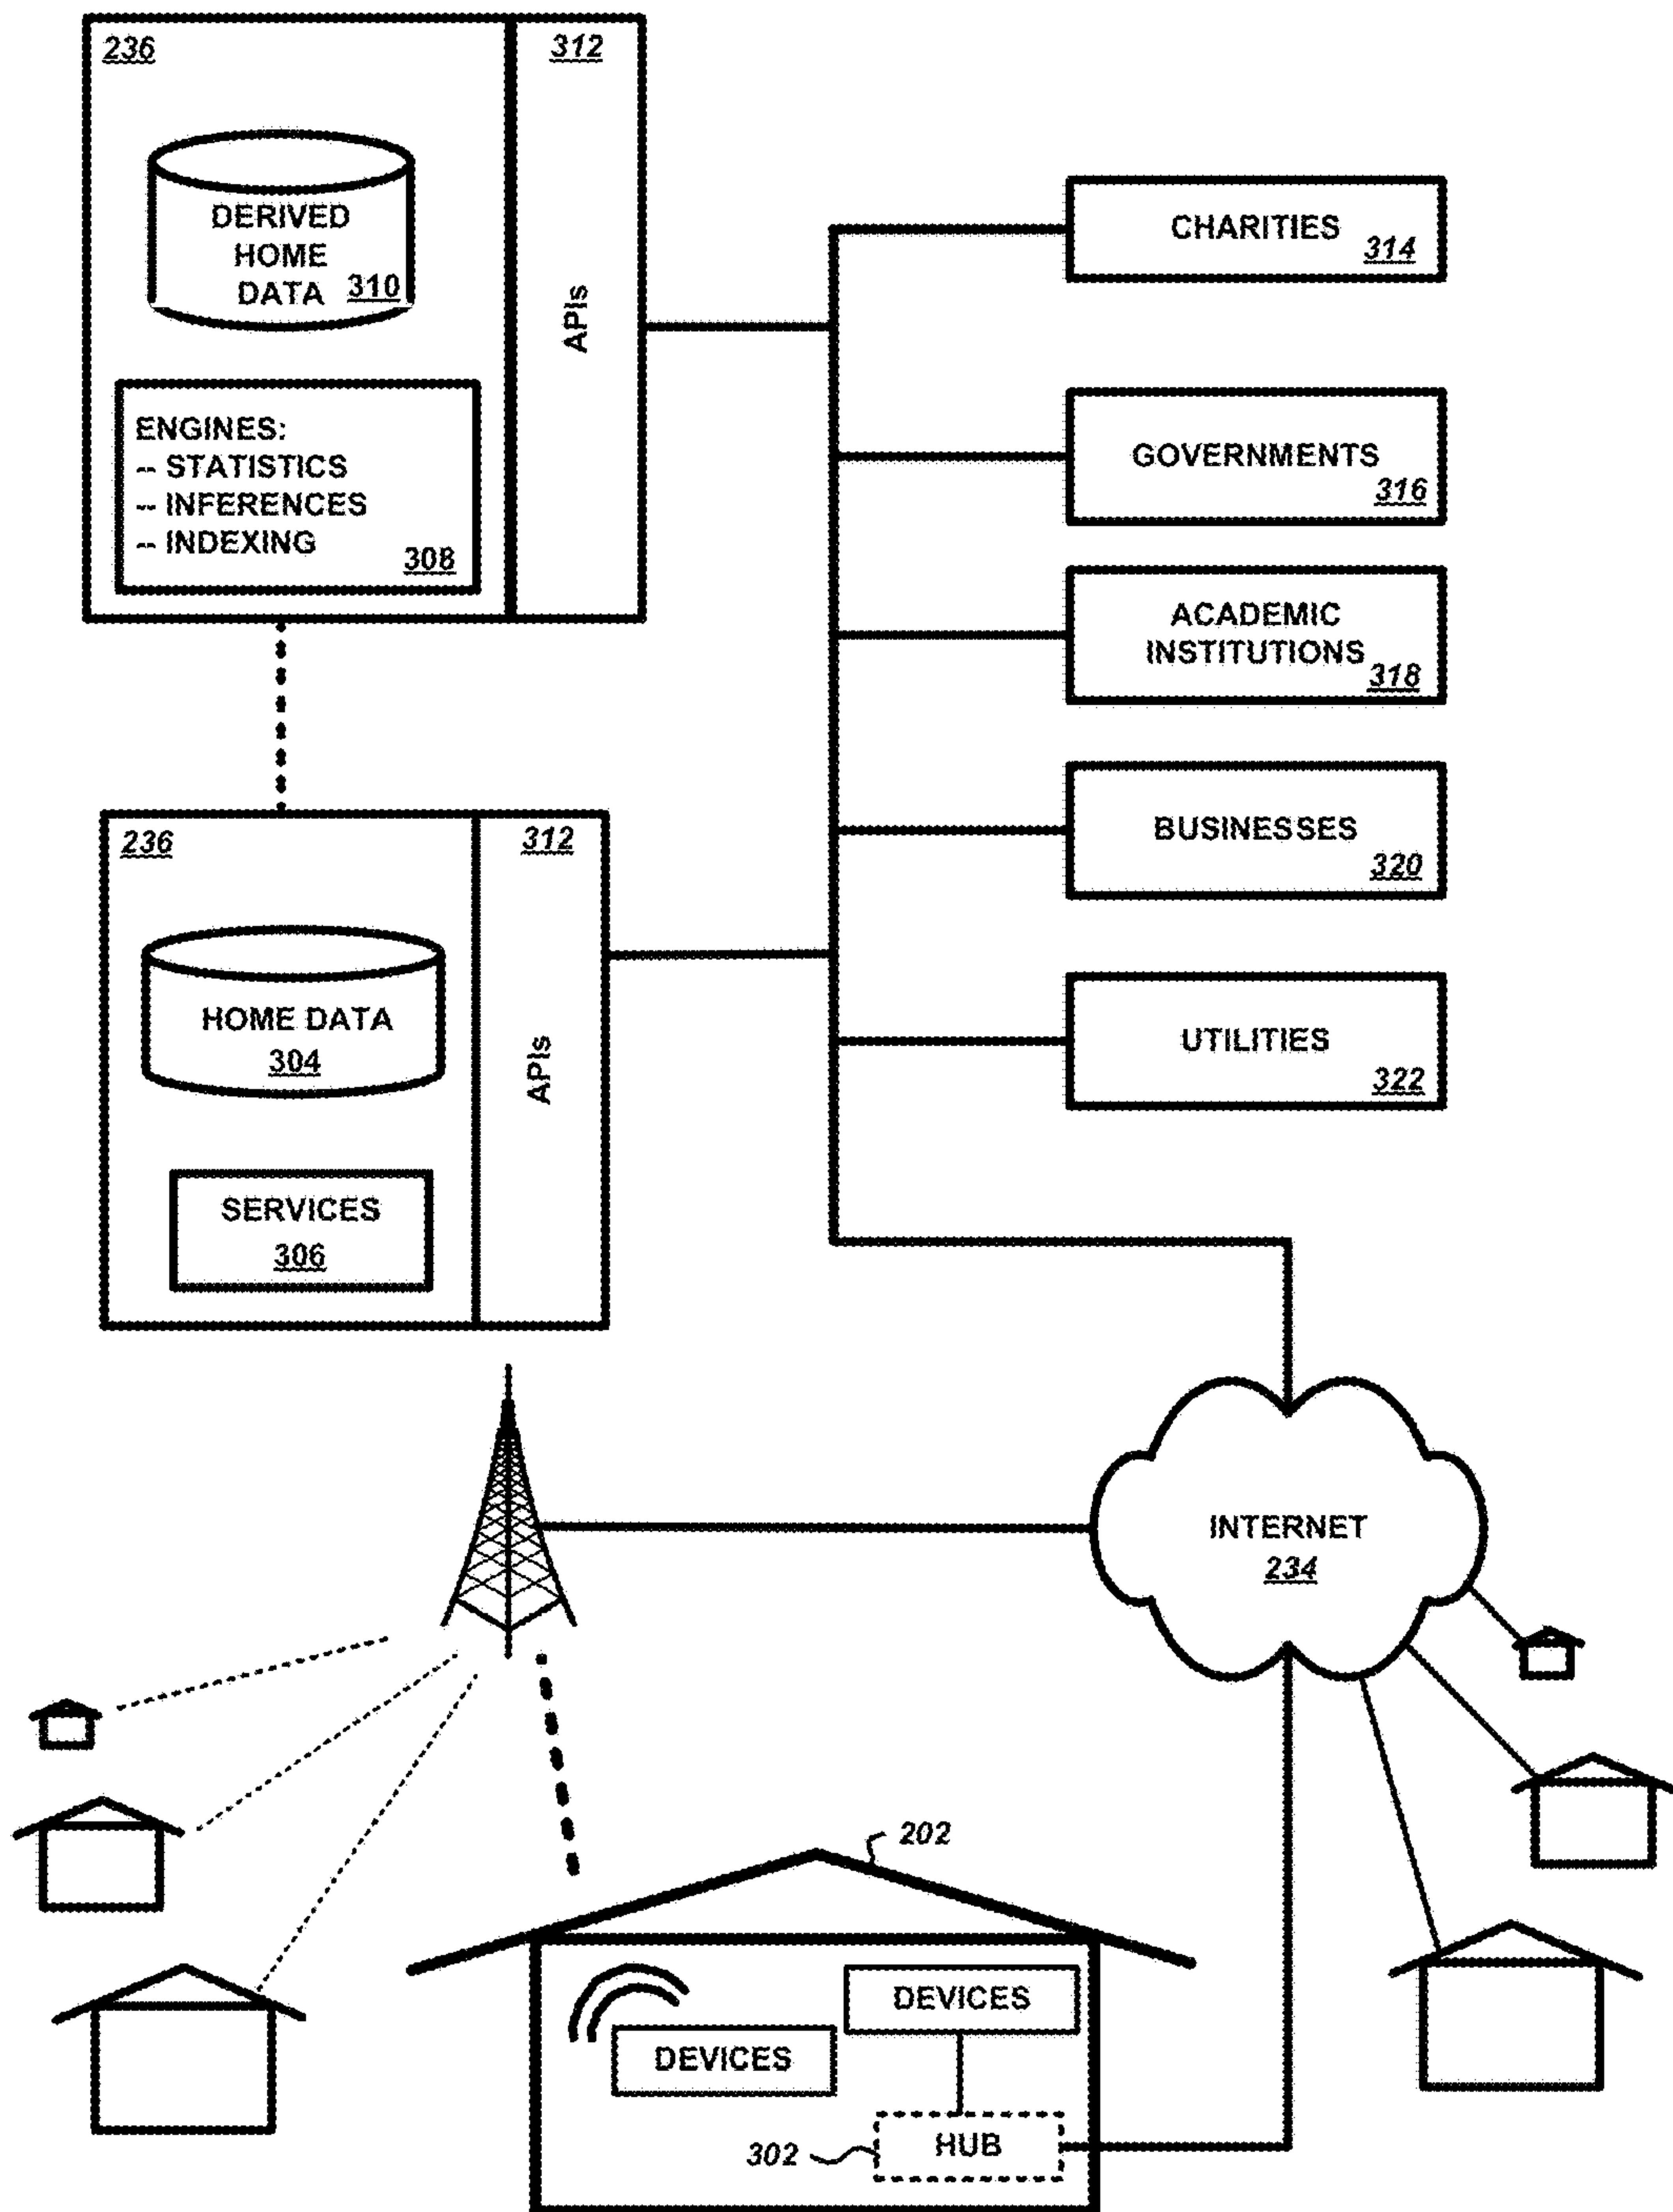 236
312
DERIVED
HOME
DATA 310
APIs
ENGINES:
-- STATISTICS
-- INFERENCES
-- INDEXING
308
CHARITIES
314
GOVERNMENTS
316
ACADEMIC
INSTITUTIONS
318
BUSINESSES
320
UTILITIES
322
236
312
HOME DATA
304
APIs
SERVICES
306
INTERNET
234
202
DEVICES
DEVICES
302
HUB